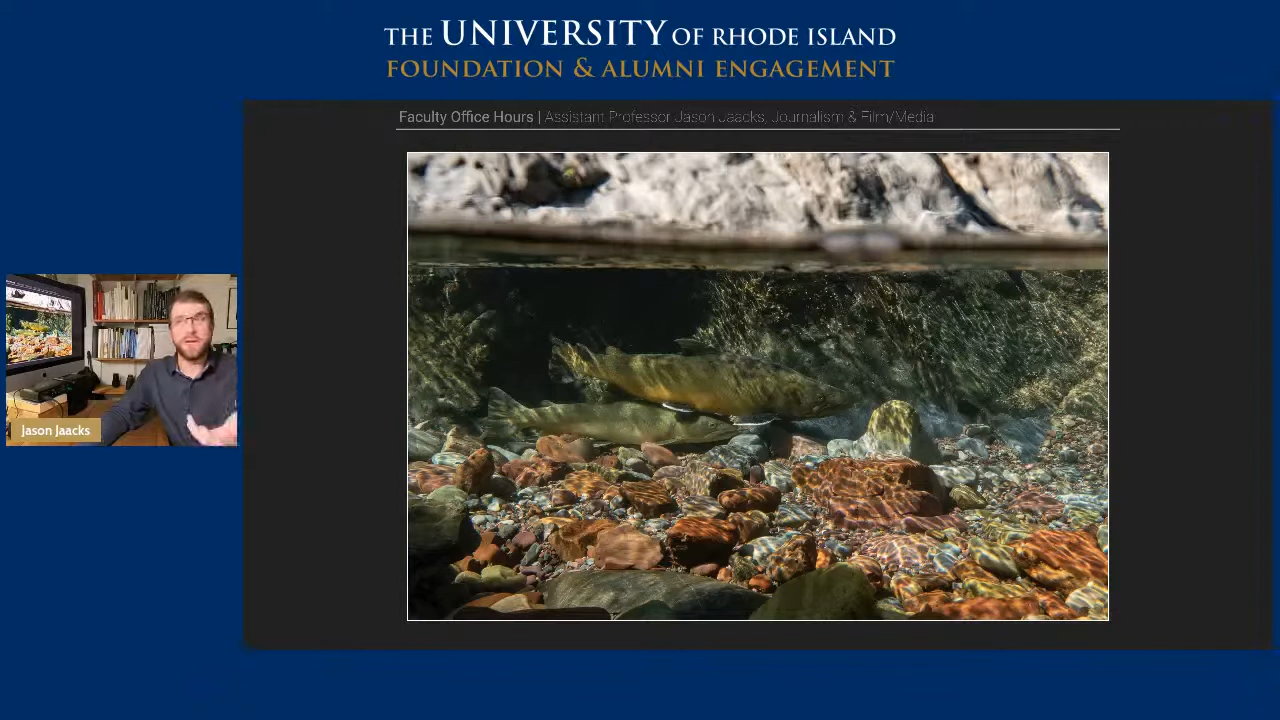 THE UNIVERSITY OF RHODE ISLAND
FOUNDATION & ALUMNI ENGAGEMENT
Faculty Office Hours | Assistant Professor Jason Jaacks, Journalism & Film/Media
Jason Jaacks